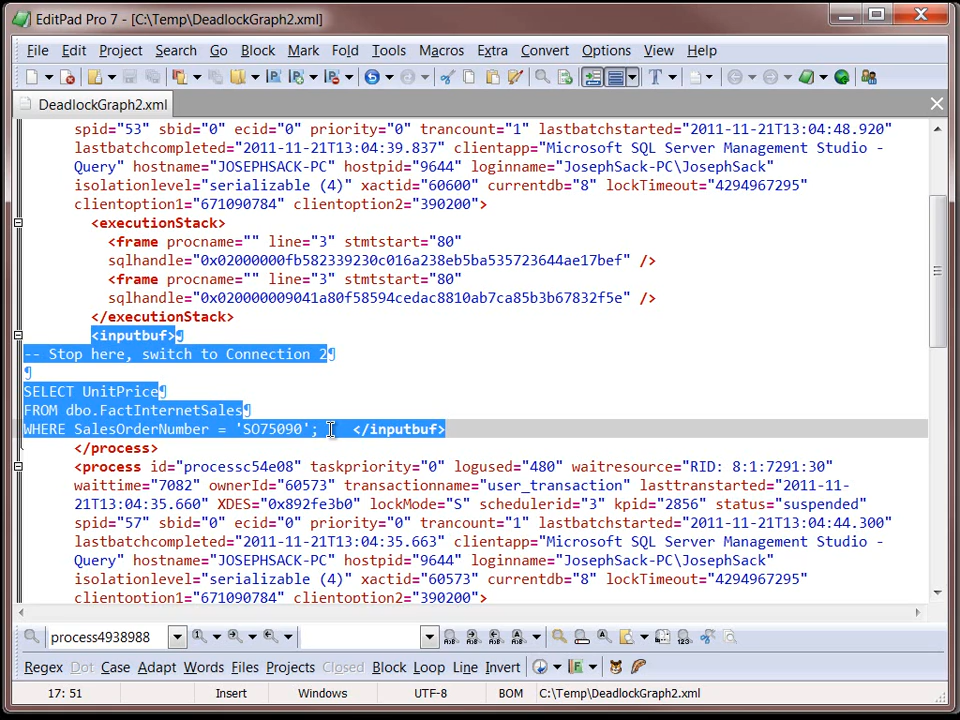 EditPad Pro 7 - [C:\Temp\DeadlockGraph2.xml]
File Edit Project Search Go Block Mark Fold Tools Macros Extra Convert Options View Help
DeadlockGraph2.xml
spid="53" sbid="0" ecid="0" priority="0" trancount="1" lastbatchstarted="2011-11-21T13:04:48.920"
lastbatchcompleted="2011-11-21T13:04:39.837" clientapp="Microsoft SQL Server Management Studio -
Query" hostname="JOSEPHSACK-PC" hostpid="9644" loginname="JosephSack-PC\JosephSack"
isolationlevel="serializable (4)" xactid="60600" currentdb="8" lockTimeout="4294967295"
clientoption1="671090784" clientoption2="390200">
<executionStack>
<frame procname="" line="3" stmtstart="80"
sqlhandle="0x02000000fb582339230c016a238eb5ba535723644ae17bef" />
<frame procname="" line="3" stmtstart="80"
sqlhandle="0x020000009041a80f58594cedac8810ab7ca85b3b67832f5e" />
</executionStack>
<inputbuf>¶
-- Stop here, switch to Connection 2¶
¶
SELECT UnitPrice¶
FROM dbo.FactInternetSales¶
WHERE SalesOrderNumber = 'SO75090'; </inputbuf>
</process>
<process id="processc54e08" taskpriority="0" logused="480" waitresource="RID: 8:1:7291:30"
waittime="7082" ownerId="60573" transactionname="user_transaction" lasttranstarted="2011-11-
21T13:04:35.660" XDES="0x892fe3b0" lockMode="S" schedulerid="3" kpid="2856" status="suspended"
spid="57" sbid="0" ecid="0" priority="0" trancount="1" lastbatchstarted="2011-11-21T13:04:44.300"
lastbatchcompleted="2011-11-21T13:04:35.663" clientapp="Microsoft SQL Server Management Studio -
Query" hostname="JOSEPHSACK-PC" hostpid="9644" loginname="JosephSack-PC\JosephSack"
isolationlevel="serializable (4)" xactid="60573" currentdb="8" lockTimeout="4294967295"
clientoption1="671090784" clientoption2="390200">
process4938988
Regex Dot Case Adapt Words Files Projects Closed Block Loop Line Invert
17: 51 Insert Windows UTF-8 BOM C:\Temp\DeadlockGraph2.xml